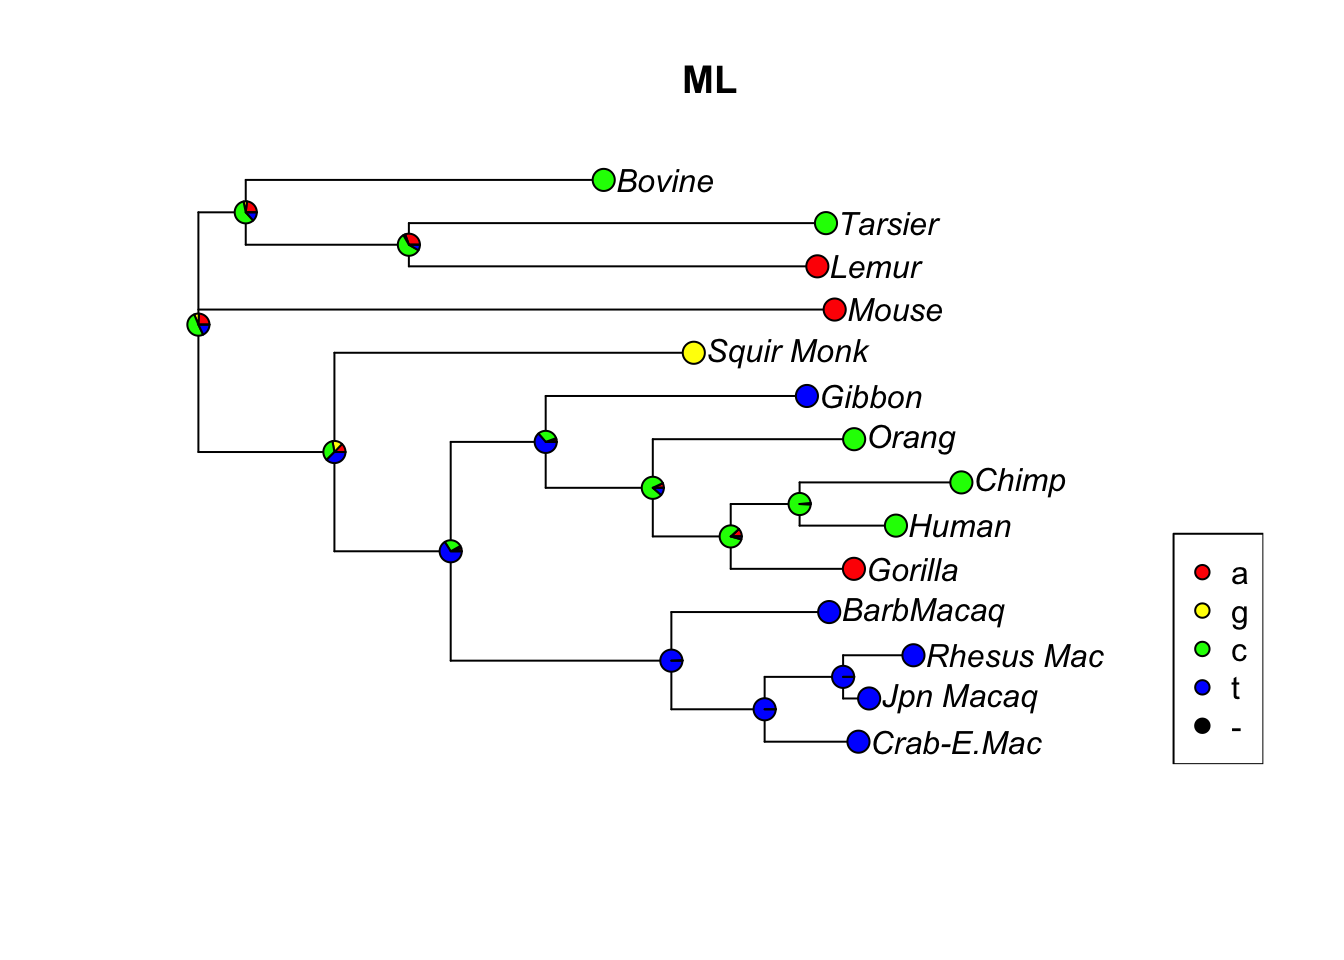 ML
Bovine
Tarsier
Lemur
Mouse
Squir Monk
Gibbon
Orang
Chimp
Human
Gorilla
BarbMacaq
Rhesus Mac
Jpn Macaq
Crab-E.Mac
a
g
c
t
-